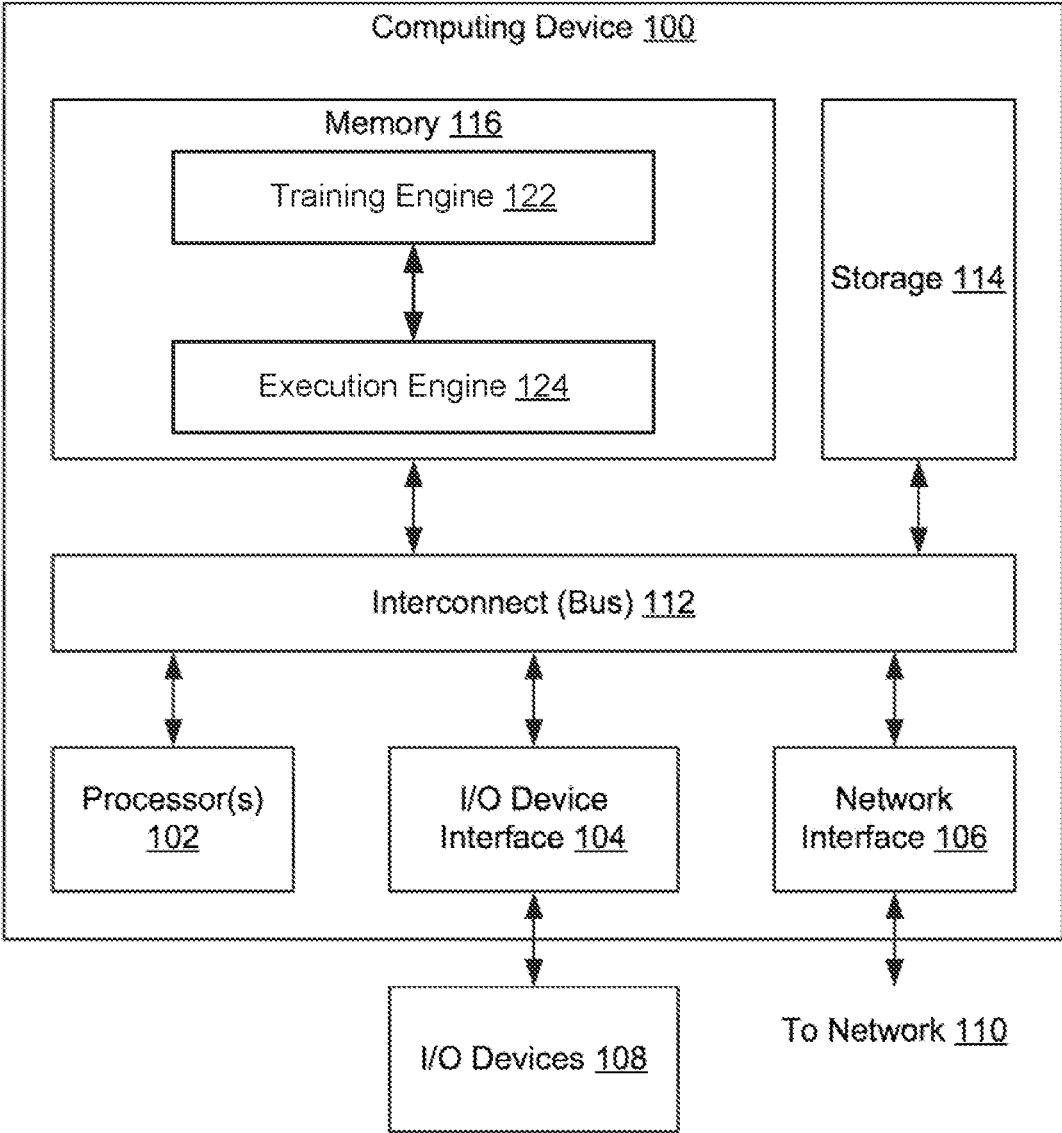 Computing Device 100
Memory 116
Training Engine 122
Execution Engine 124
Storage 114
Interconnect (Bus) 112
Processor(s)
102
I/O Device
Interface 104
Network
Interface 106
I/O Devices 108
To Network 110